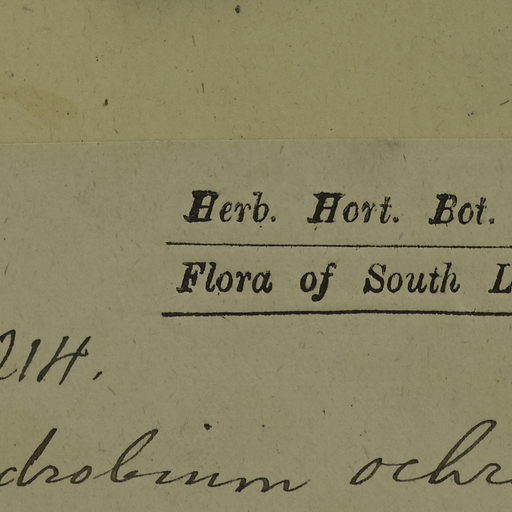 Herb. Hort. Bot.
Flora of South L
214.
drobium ochr